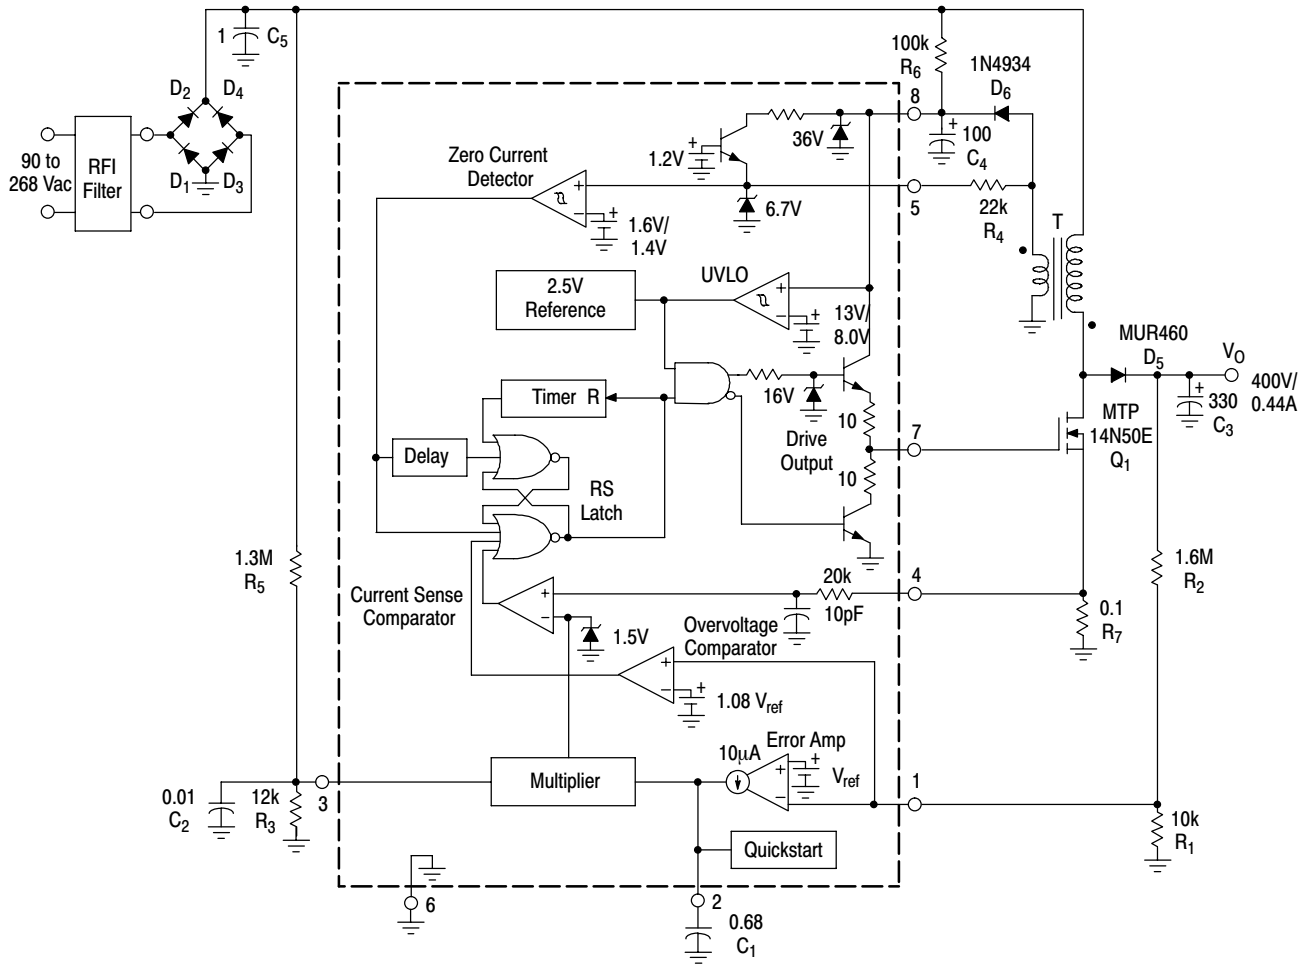 1
C5
100k
R6
1N4934
D6
8
D2
D4
D1
D3
90 to
268 Vac
RFI
Filter
+
100
C4
36V
+
1.2V
Zero Current
Detector
+
−
+
1.6V/
1.4V
6.7V
5
22k
R4
T
2.5V
Reference
UVLO
+
−
+
13V/
8.0V
MUR460
D5
VO
400V/
0.44A
+
330
C3
Timer
R
16V
10
Drive
Output
10
7
MTP
14N50E
Q1
Delay
RS
Latch
1.3M
R5
1.6M
R2
Current Sense
Comparator
+
−
20k
10pF
4
1.5V
0.1
R7
Overvoltage
Comparator
+
−
+
1.08 Vref
Multiplier
10µA
Error Amp
+
−
+
Vref
1
0.01
C2
12k
R3
3
Quickstart
10k
R1
6
2
0.68
C1